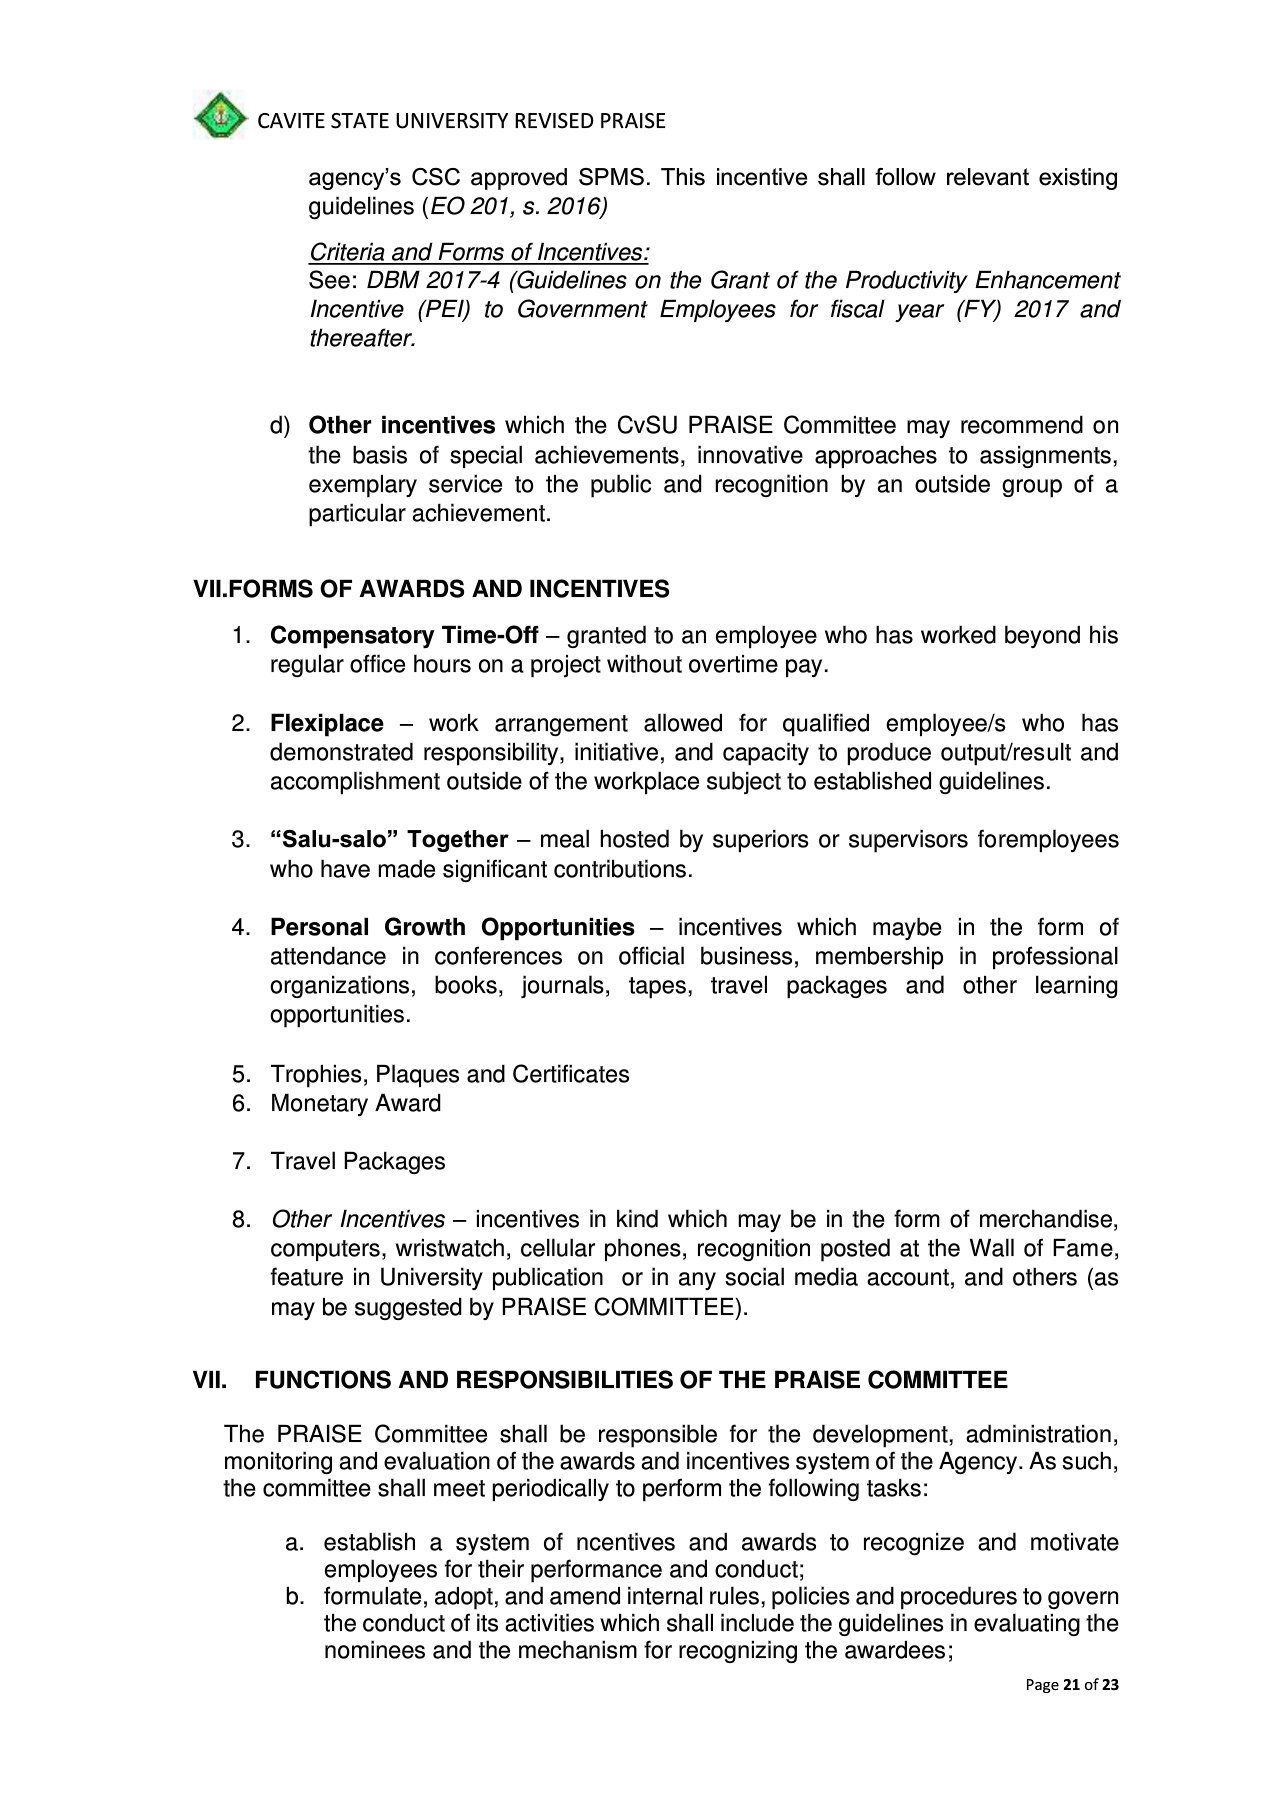 CAVITE STATE UNIVERSITY REVISED PRAISE
agency’s CSC approved SPMS. This incentive shall follow relevant existing
guidelines (EO 201, s. 2016)
Criteria and Forms of Incentives:
See: DBM 2017-4 (Guidelines on the Grant of the Productivity Enhancement
Incentive (PEI) to Government Employees for fiscal year (FY) 2017 and
thereafter.
d) Other incentives which the CvSU PRAISE Committee may recommend on
the basis of special achievements, innovative approaches to assignments,
exemplary service to the public and recognition by an outside group of a
particular achievement.
VII.FORMS OF AWARDS AND INCENTIVES
1. Compensatory Time-Off – granted to an employee who has worked beyond his
regular office hours on a project without overtime pay.
2. Flexiplace – work arrangement allowed for qualified employee/s who has
demonstrated responsibility, initiative, and capacity to produce output/result and
accomplishment outside of the workplace subject to established guidelines.
3. “Salu-salo” Together – meal hosted by superiors or supervisors foremployees
who have made significant contributions.
4. Personal Growth Opportunities – incentives which maybe in the form of
attendance in conferences on official business, membership in professional
organizations, books, journals, tapes, travel packages and other learning
opportunities.
5. Trophies, Plaques and Certificates
6. Monetary Award
7. Travel Packages
8. Other Incentives – incentives in kind which may be in the form of merchandise,
computers, wristwatch, cellular phones, recognition posted at the Wall of Fame,
feature in University publication or in any social media account, and others (as
may be suggested by PRAISE COMMITTEE).
VII. FUNCTIONS AND RESPONSIBILITIES OF THE PRAISE COMMITTEE
The PRAISE Committee shall be responsible for the development, administration,
monitoring and evaluation of the awards and incentives system of the Agency. As such,
the committee shall meet periodically to perform the following tasks:
a. establish a system of ncentives and awards to recognize and motivate
employees for their performance and conduct;
b. formulate, adopt, and amend internal rules, policies and procedures to govern
the conduct of its activities which shall include the guidelines in evaluating the
nominees and the mechanism for recognizing the awardees;
Page 21 of 23